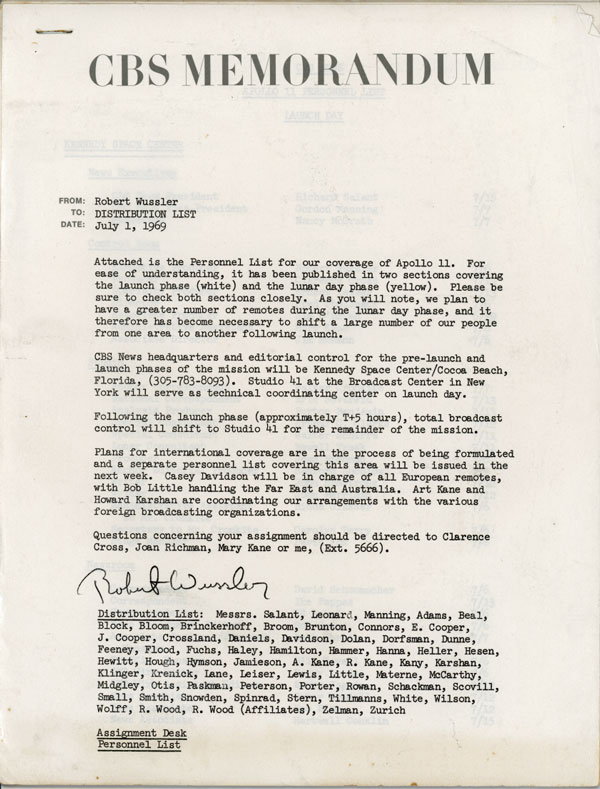 CBS MEMORANDUM
APOLLO 11 PERSONNEL LIST
LAUNCH DAY
KENNEDY SPACE CENTER
News Executives
FROM: Robert Wussler
TO: DISTRIBUTION LIST
DATE: July 1, 1969
Richard Salant
Attached is the Personnel List for our coverage of Apollo 11. For
ease of understanding, it has been published in two sections covering
the launch phase (white) and the lunar day phase (yellow). Please be
sure to check both sections closely. As you will note, we plan to
have a greater number of remotes during the lunar day phase, and it
therefore has become necessary to shift a large number of our people
from one area to another following launch.
CBS News headquarters and editorial control for the pre-launch and
launch phases of the mission will be Kennedy Space Center/Cocoa Beach,
Florida, (305-783-8093). Studio 41 at the Broadcast Center in New
York will serve as technical coordinating center on launch day.
Following the launch phase (approximately T+5 hours), total broadcast
control will shift to Studio 41 for the remainder of the mission.
Plans for international coverage are in the process of being formulated
and a separate personnel list covering this area will be issued in the
next week. Casey Davidson will be in charge of all European remotes,
with Bob Little handling the Far East and Australia. Art Kane and
Howard Karshan are coordinating our arrangements with the various
foreign broadcasting organizations.
Questions concerning your assignment should be directed to Clarence
Cross, Joan Richman, Mary Kane or me, (Ext. 5666).
Robert Wussler
Distribution List: Messrs. Salant, Leonard, Manning, Adams, Beal,
Block, Bloom, Brinckerhoff, Broom, Brunton, Connors, E. Cooper,
J. Cooper, Crossland, Daniels, Davidson, Dolan, Dorfsman, Dunne,
Feeney, Flood, Fuchs, Haley, Hamilton, Hammer, Hanna, Heller, Hesen,
Hewitt, Hough, Hymson, Jamieson, A. Kane, R. Kane, Kany, Karshan,
Klinger, Krenick, Lane, Leiser, Lewis, Little, Materne, McCarthy,
Midgley, Otis, Paskman, Peterson, Porter, Rowan, Schackman, Scovill,
Small, Smith, Snowden, Spinrad, Stern, Tillmanns, White, Wilson,
Wolff, R. Wood, R. Wood (Affiliates), Zelman, Zurich
Assignment Desk
Personnel List